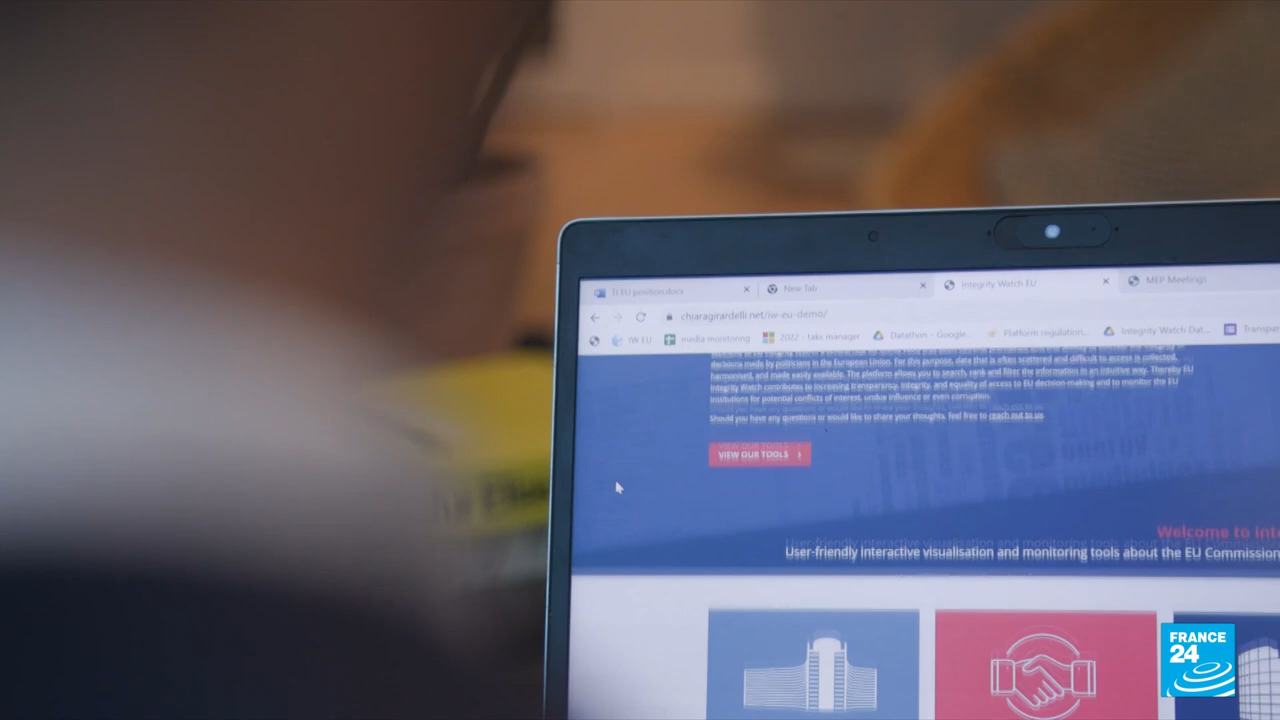 TI EU position.docx
New Tab
Integrity Watch EU
MEP Meetings
chiaragirardelli.net/iw-eu-demo/
IW EU
media monitoring
2022 - taks manager
Datathon - Google...
Platform regulation...
Integrity Watch Dat...
Transpar
decisions made by politicians in the European Union. For this purpose, data that is often scattered and difficult to access is collected,
harmonised, and made easily available. The platform allows you to search, rank and filter the information in an intuitive way. Thereby EU
Integrity Watch contributes to increasing transparency, integrity, and equality of access to EU decision-making and to monitor the EU
institutions for potential conflicts of interest, undue influence or even corruption.
Should you have any questions or would like to share your thoughts, feel free to reach out to us
VIEW OUR TOOLS
Welcome to Int
User-friendly interactive visualisation and monitoring tools about the EU Commission
FRANCE
24